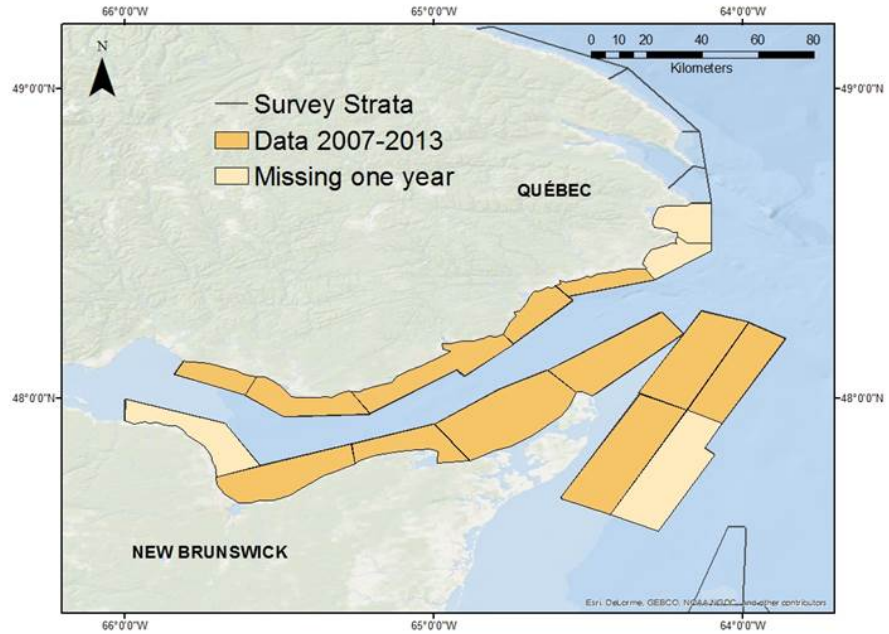 66°0'0"W 65°0'0"W 64°0'0"W
N
0 5 10 20 40 60 80
Kilometers
49°0'0"N 49°0'0"N
Survey Strata
Data 2007-2013
Missing one year
QUÉBEC
48°0'0"N 48°0'0"N
NEW BRUNSWICK
Esri, DeLorme, GEBCO, NOAA NGDC, and other contributors
66°0'0"W 65°0'0"W 64°0'0"W